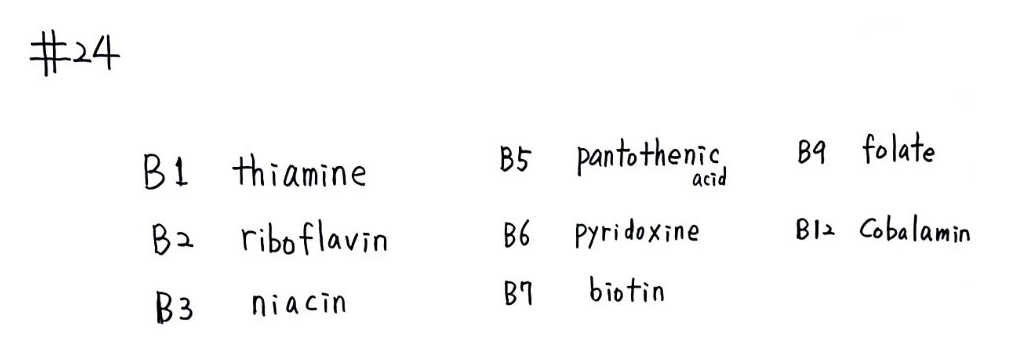 #24
B1 thiamine
B2 riboflavin
B3 niacin
B5 pantothenic
acid
B6 pyridoxine
B7 biotin
B9 folate
B12 Cobalamin